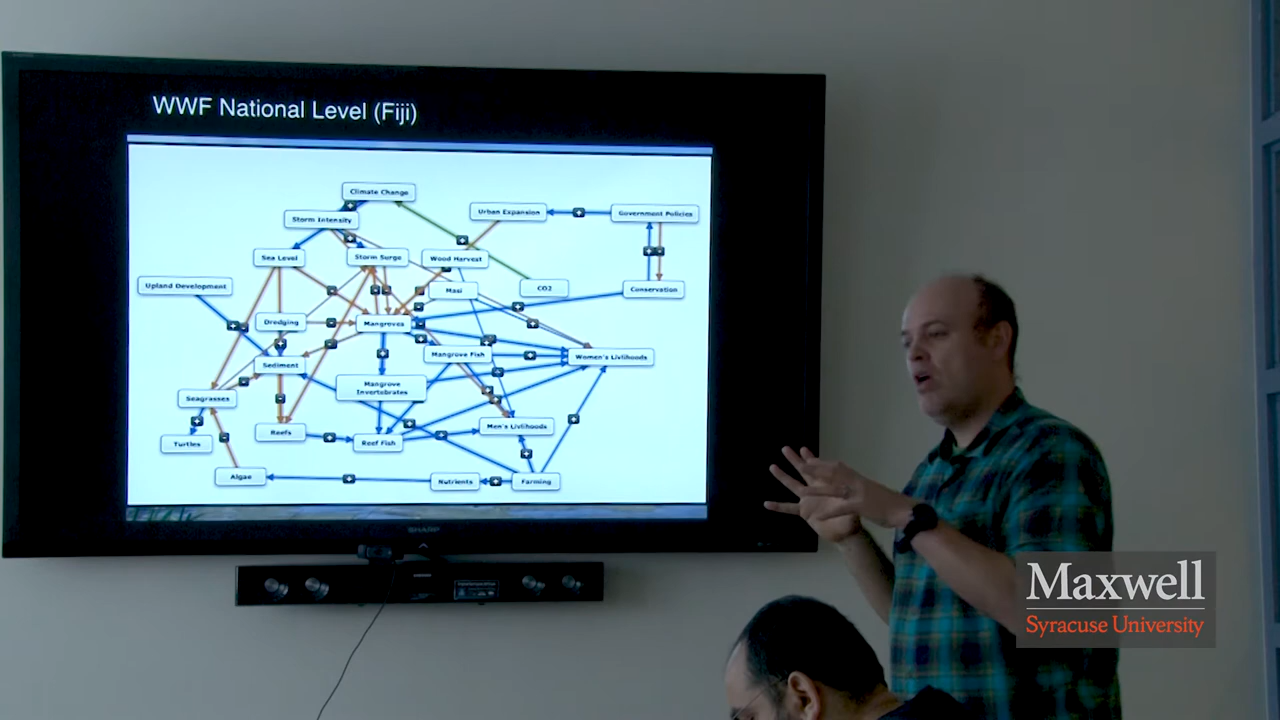 WWF National Level (Fiji)
Climate Change
Storm Intensity
Urban Expansion
Government Policies
Sea Level
Storm Surge
Wood Harvest
Upland Development
Masi
CO2
Conservation
Dredging
Mangroves
Mangrove Fish
Women's Livlihoods
Sediment
Mangrove
Invertebrates
Seagrasses
Men's Livlihoods
Reefs
Turtles
Reef Fish
Algae
Nutrients
Farming
SHARP
Maxwell
Syracuse University